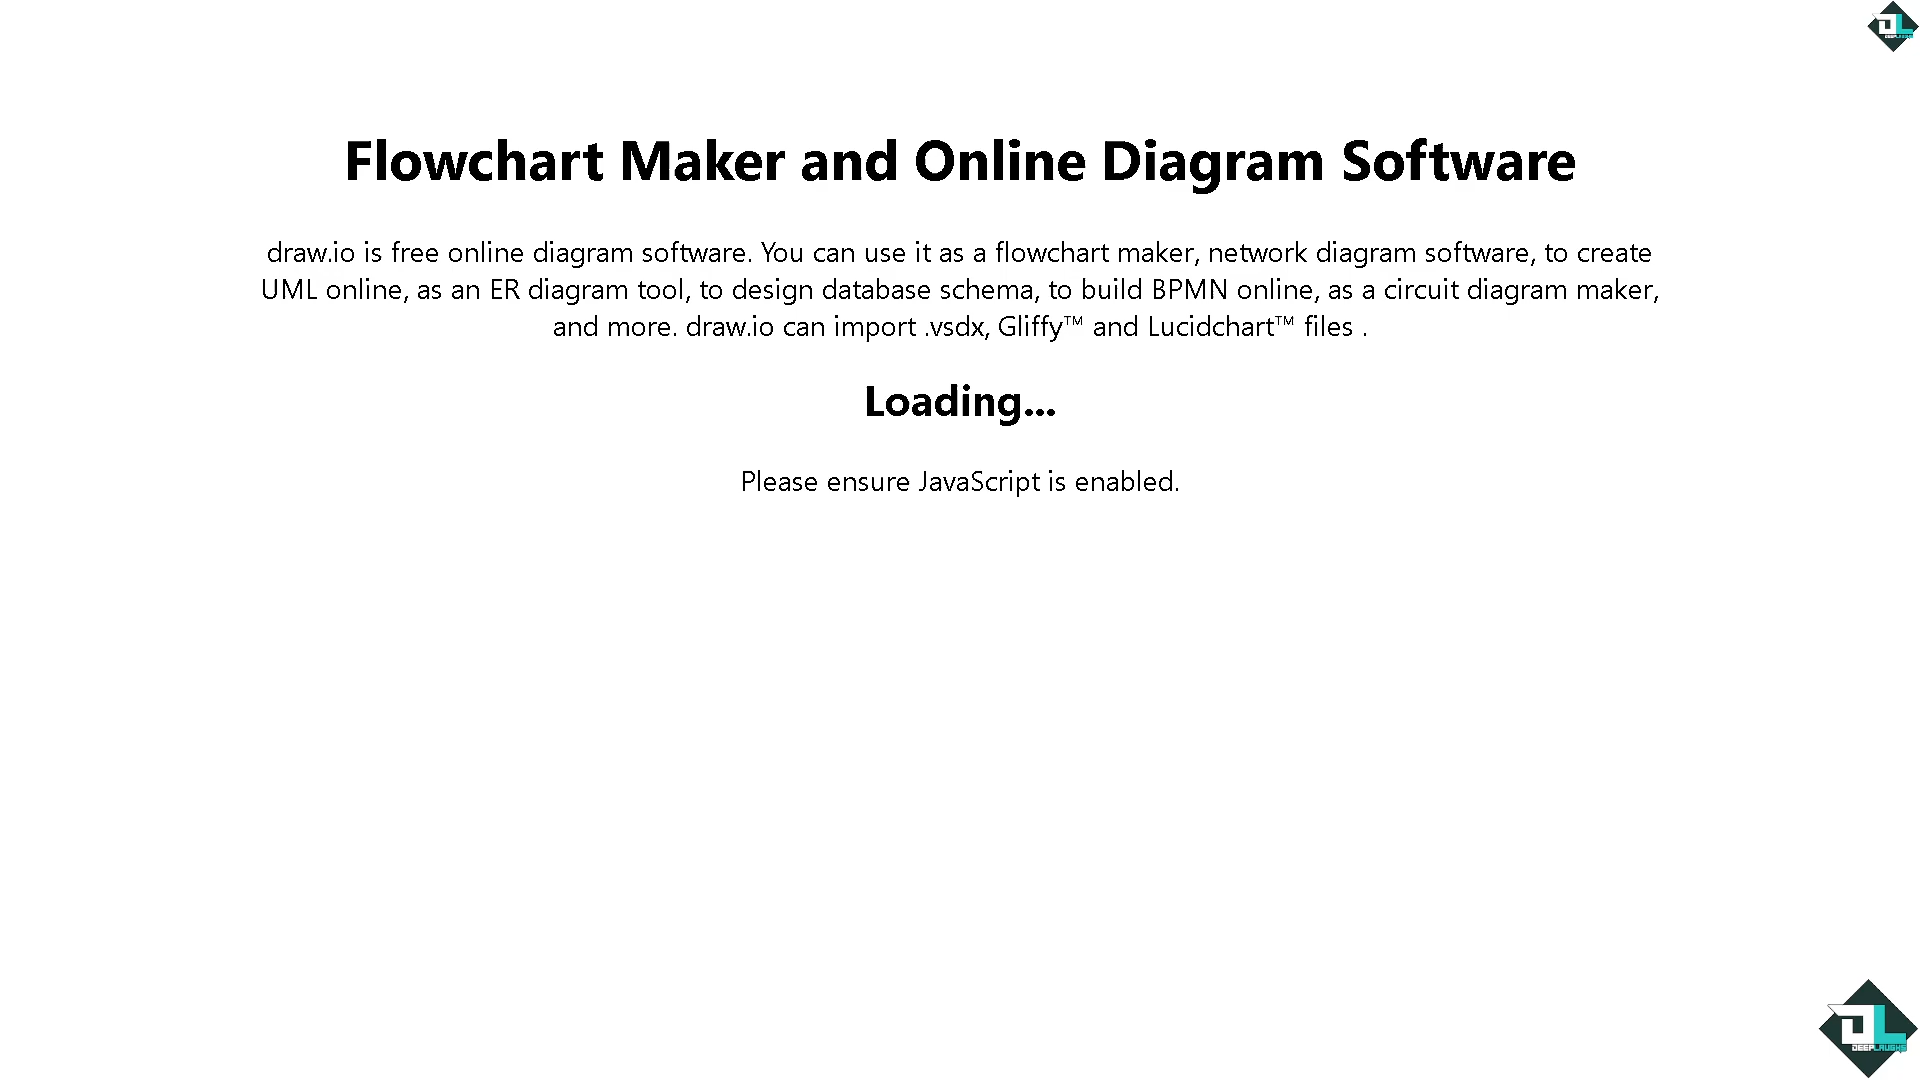 Flowchart Maker and Online Diagram Software
draw.io is free online diagram software. You can use it as a flowchart maker, network diagram software, to create
UML online, as an ER diagram tool, to design database schema, to build BPMN online, as a circuit diagram maker,
and more. draw.io can import .vsdx, Gliffy™ and Lucidchart™ files .
Loading...
Please ensure JavaScript is enabled.
DL
DEEPLAUGHS